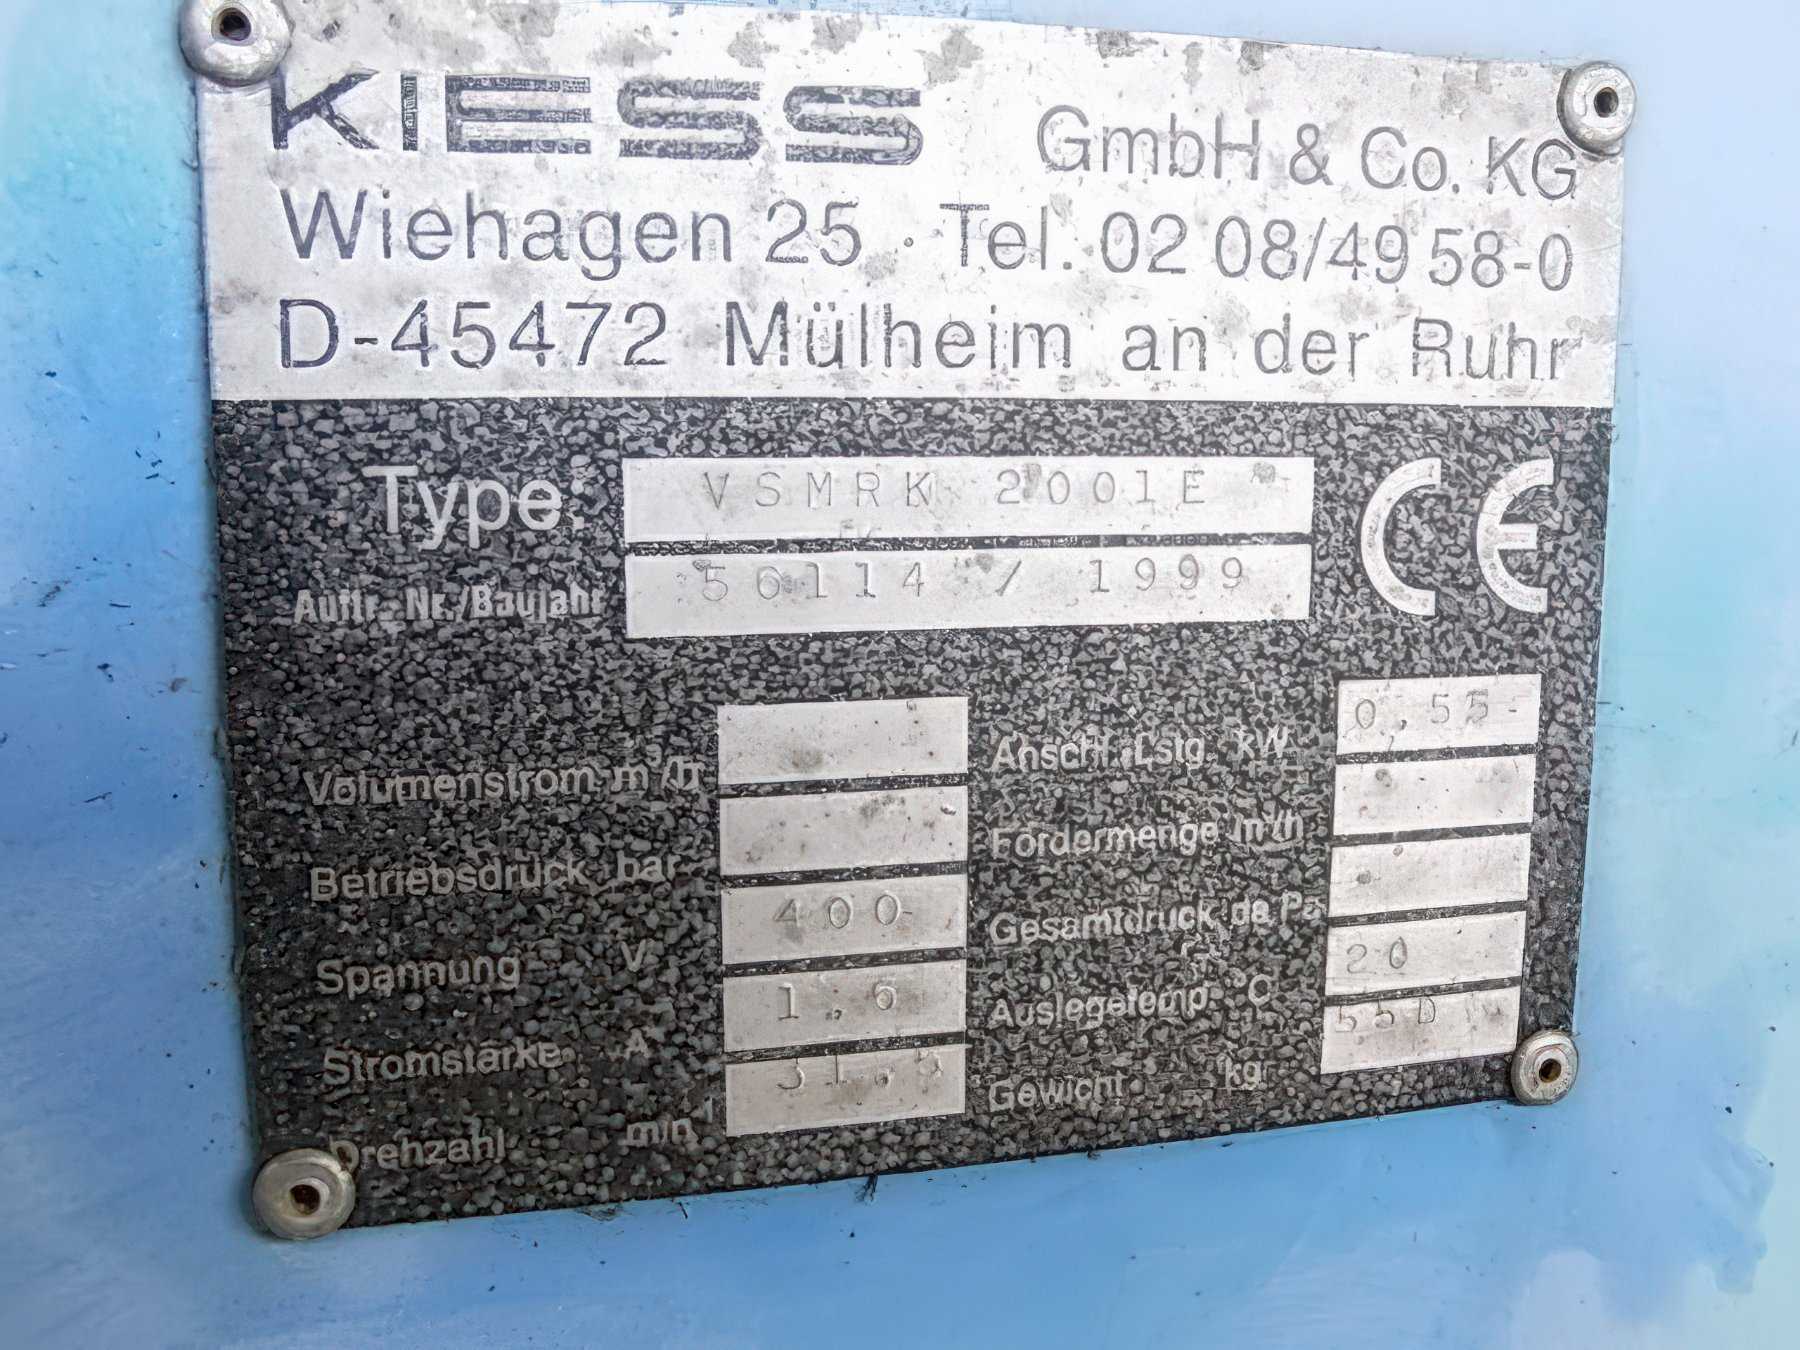 KIESS GmbH & Co. KG
Wiehagen 25 · Tel. 02 08/49 58-0
D-45472 Mülheim an der Ruhr
Type: VSMRK 2001E CE
Auftr.-Nr./Baujahr 56114 / 1999
Volumenstrom m³/h
Betriebsdruck bar
Spannung V 400
Stromstärke A 1,6
Drehzahl min
Anschl. Lstg. kW 0,55
Fördermenge m³/h
Gesamtdruck da Pa
Auslegetemp. °C 20
Gewicht kg